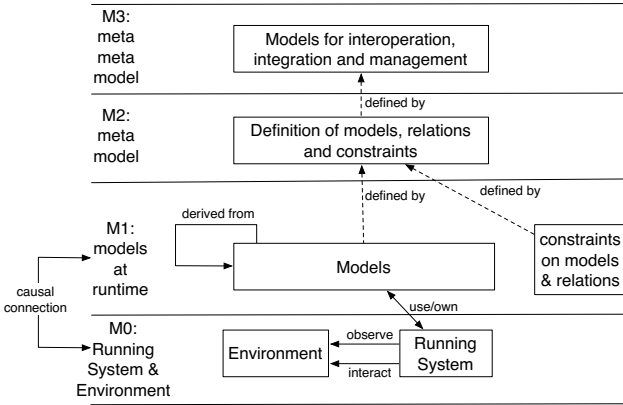 M3:
meta
meta
model
Models for interoperation,
integration and management
defined by
M2:
meta
model
Definition of models, relations
and constraints
defined by
defined by
derived from
M1:
models
at
runtime
Models
constraints
on models
& relations
causal
connection
use/own
M0:
Running
System &
Environment
Environment
observe
interact
Running
System